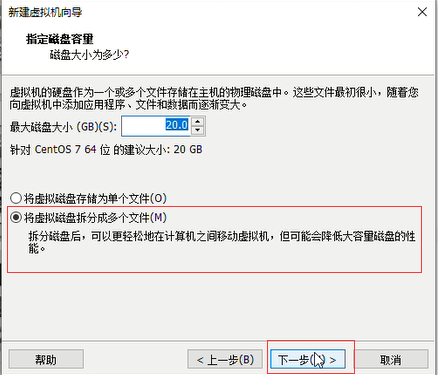 新建虚拟机向导
指定磁盘容量
磁盘大小为多少?
虚拟机的硬盘作为一个或多个文件存储在主机的物理磁盘中。这些文件最初很小，随着您
向虚拟机中添加应用程序、文件和数据而逐渐变大。
最大磁盘大小 (GB)(S): 20.0
针对 CentOS 7 64 位 的建议大小: 20 GB
将虚拟磁盘存储为单个文件(O)
将虚拟磁盘拆分成多个文件(M)
拆分磁盘后，可以更轻松地在计算机之间移动虚拟机，但可能会降低大容量磁盘的性
能。
帮助 < 上一步(B) 下一步( ) > 取消